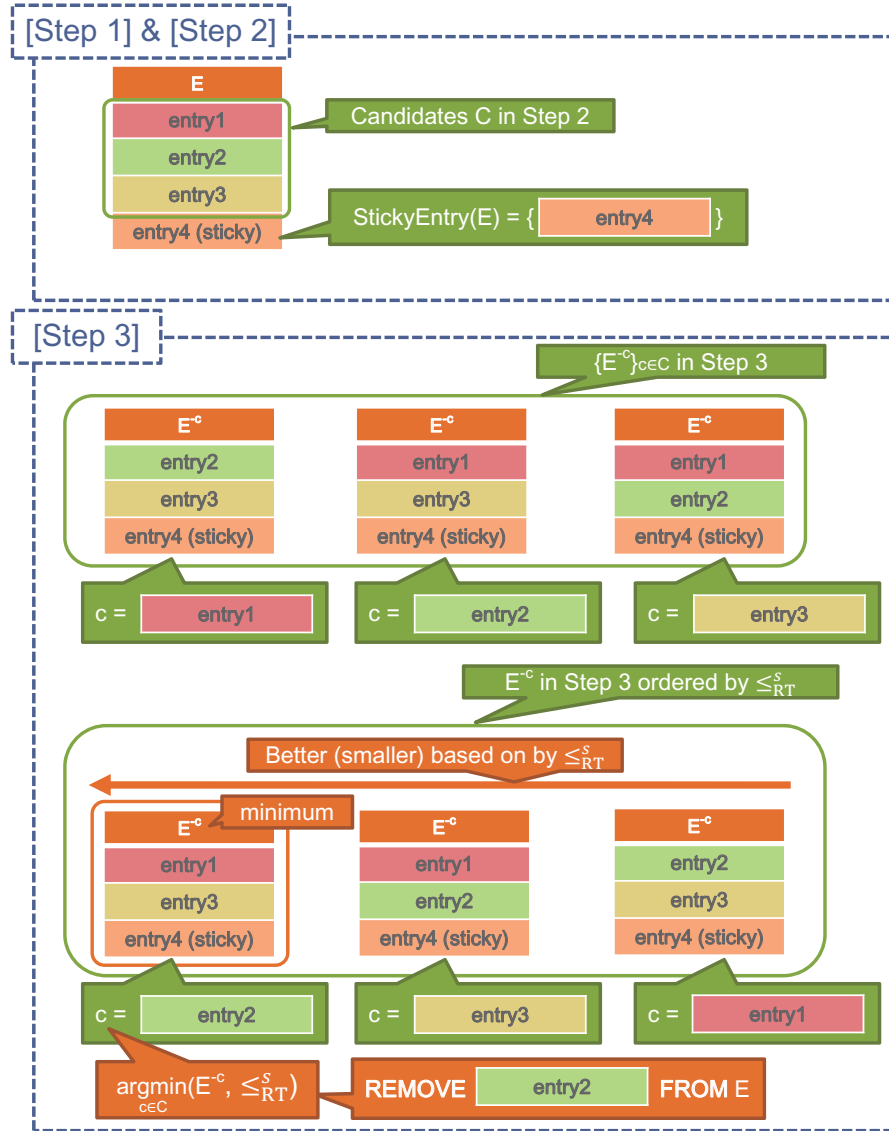 [Step 1] & [Step 2]
E
entry1
Candidates C in Step 2
entry2
entry3
StickyEntry(E) = { entry4 }
entry4 (sticky)
[Step 3]
{E⁻ᶜ}c∈C in Step 3
E⁻ᶜ E⁻ᶜ E⁻ᶜ
entry2 entry1 entry1
entry3 entry3 entry2
entry4 (sticky) entry4 (sticky) entry4 (sticky)
c = entry1 c = entry2 c = entry3
E⁻ᶜ in Step 3 ordered by ≤ˢRT
Better (smaller) based on by ≤ˢRT
minimum
E⁻ᶜ E⁻ᶜ E⁻ᶜ
entry1 entry1 entry2
entry3 entry2 entry3
entry4 (sticky) entry4 (sticky) entry4 (sticky)
c = entry2 c = entry3 c = entry1
argmin(E⁻ᶜ, ≤ˢRT)
c∈C
REMOVE entry2 FROM E